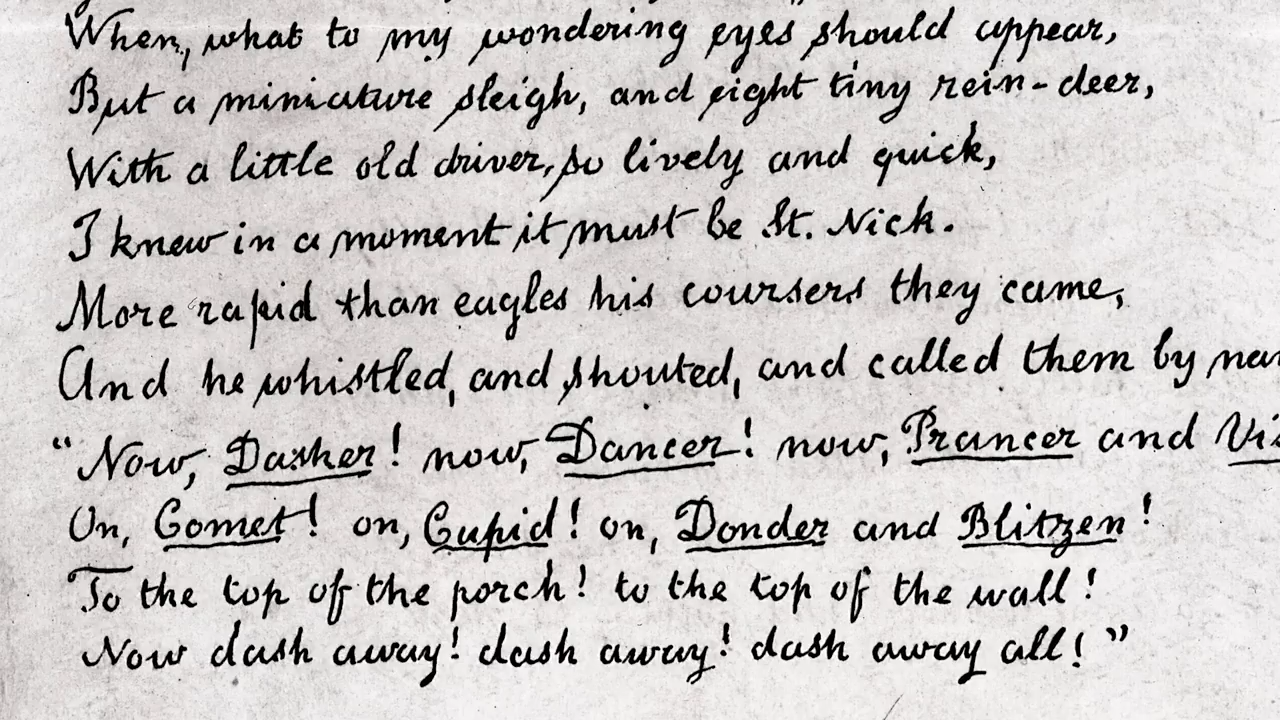 When, what to my wondering eyes should appear,
But a miniature sleigh, and eight tiny rein-deer,
With a little old driver, so lively and quick,
I knew in a moment it must be St. Nick.
More rapid than eagles his coursers they came,
And he whistled, and shouted, and called them by
"Now, Dasher! now, Dancer! now, Prancer and
On, Comet! on, Cupid! on, Donder and Blitzen!
To the top of the porch! to the top of the wall!
Now dash away! dash away! dash away all!"